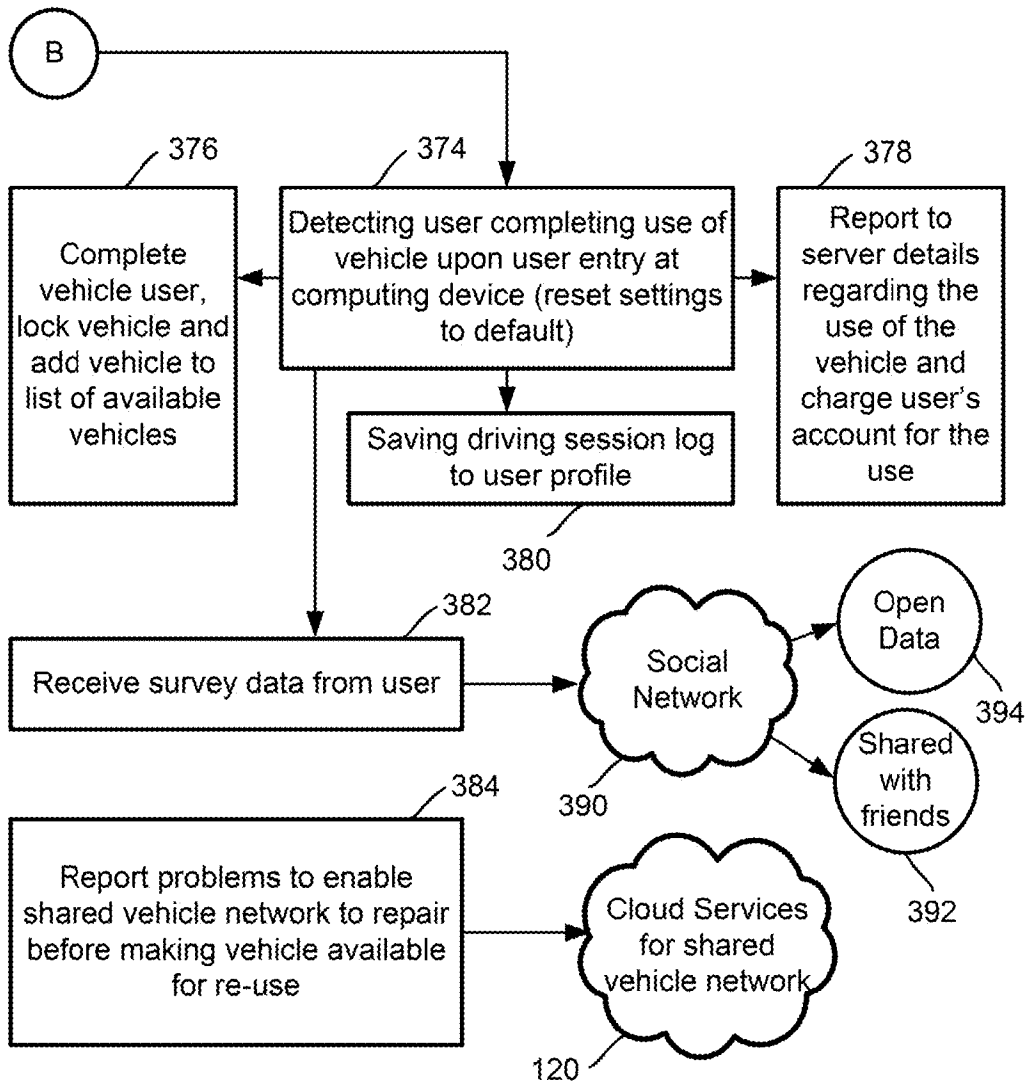 B
376
374
378
Complete
vehicle user,
lock vehicle and
add vehicle to
list of available
vehicles
Detecting user completing use of
vehicle upon user entry at
computing device (reset settings
to default)
Report to
server details
regarding the
use of the
vehicle and
charge user's
account for the
use
Saving driving session log
to user profile
380
382
Receive survey data from user
Social
Network
390
Open
Data
394
Shared
with
friends
392
384
Report problems to enable
shared vehicle network to repair
before making vehicle available
for re-use
Cloud Services
for shared
vehicle network
120